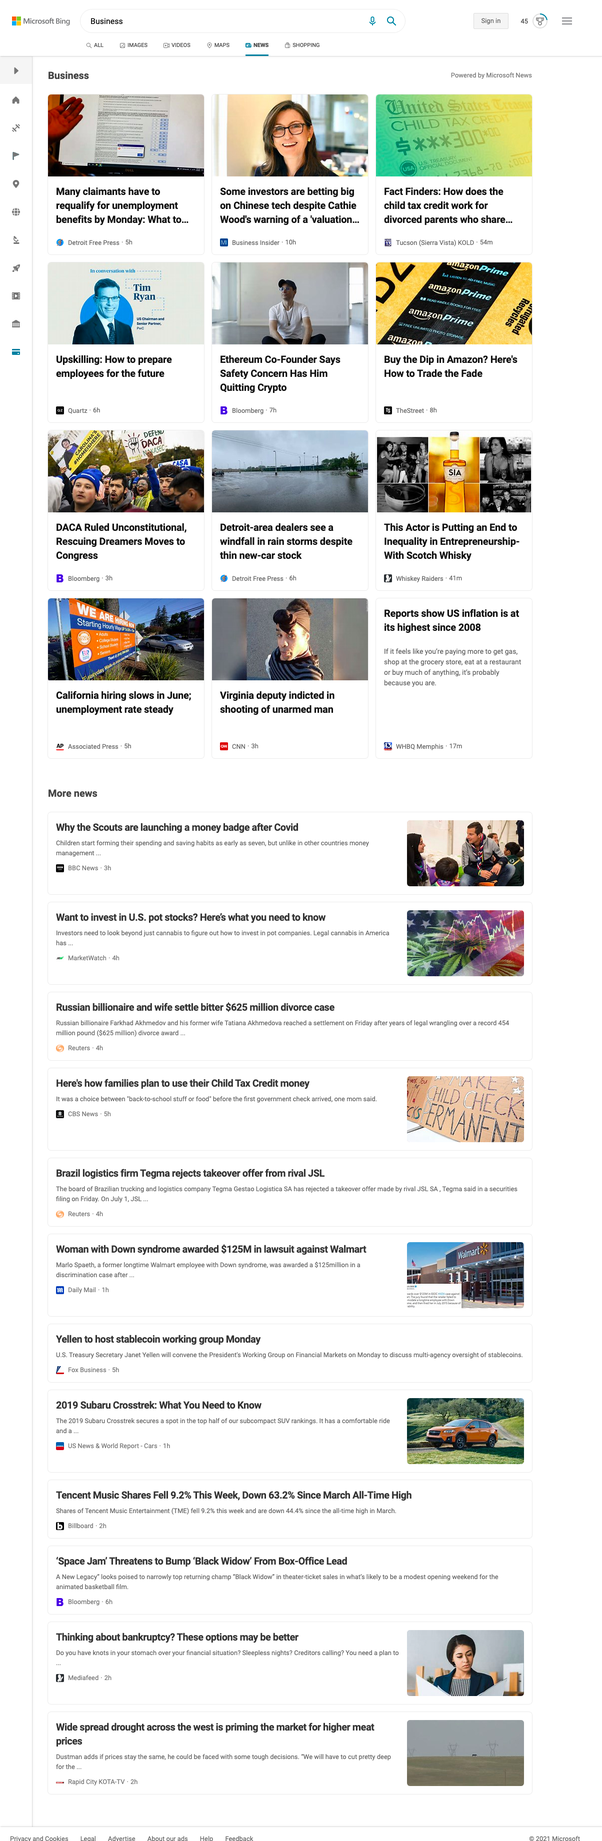 Microsoft Bing
Business
Sign in
45
ALL
IMAGES
VIDEOS
MAPS
NEWS
SHOPPING
Business
Powered by Microsoft News
United States
CHILD TAX CREDIT
$***300
Many claimants have to
requalify for unemployment
benefits by Monday: What to...
Detroit Free Press · 5h
Some investors are betting big
on Chinese tech despite Cathie
Wood's warning of a 'valuation...
Business Insider · 10h
Fact Finders: How does the
child tax credit work for
divorced parents who share...
Tucson (Sierra Vista) KOLD · 54m
In conversation with
Tim
Ryan
US Chairman and
Senior Partner,
PwC
amazonPrime
amazonPrime
amazonPrime
Upskilling: How to prepare
employees for the future
Quartz · 6h
Ethereum Co-Founder Says
Safety Concern Has Him
Quitting Crypto
Bloomberg · 7h
Buy the Dip in Amazon? Here's
How to Trade the Fade
TheStreet · 8h
DEFEND
DACA
SIA
DACA Ruled Unconstitutional,
Rescuing Dreamers Moves to
Congress
Bloomberg · 3h
Detroit-area dealers see a
windfall in rain storms despite
thin new-car stock
Detroit Free Press · 6h
This Actor is Putting an End to
Inequality in Entrepreneurship-
With Scotch Whisky
Whiskey Raiders · 41m
WE ARE HIRING
Starting Hourly Wage
California hiring slows in June;
unemployment rate steady
AP Associated Press · 5h
Virginia deputy indicted in
shooting of unarmed man
CNN · 3h
Reports show US inflation is at
its highest since 2008
If it feels like you're paying more to get gas,
shop at the grocery store, eat at a restaurant
or buy much of anything, it's probably
because you are.
WHBQ Memphis · 17m
More news
Why the Scouts are launching a money badge after Covid
Children start forming their spending and saving habits as early as seven, but unlike in other countries money
management ...
BBC News · 3h
Want to invest in U.S. pot stocks? Here's what you need to know
Investors need to look beyond just cannabis to figure out how to invest in pot companies. Legal cannabis in America
has ...
MarketWatch · 4h
Russian billionaire and wife settle bitter $625 million divorce case
Russian billionaire Farkhad Akhmedov and his former wife Tatiana Akhmedova reached a settlement on Friday after years of legal wrangling over a record 454
million pound ($625 million) divorce award ...
Reuters · 4h
Here's how families plan to use their Child Tax Credit money
It was a choice between "back-to-school stuff or food" before the first government check arrived, one mom said.
CBS News · 5h
Brazil logistics firm Tegma rejects takeover offer from rival JSL
The board of Brazilian trucking and logistics company Tegma Gestao Logistica SA has rejected a takeover offer made by rival JSL SA , Tegma said in a securities
filing on Friday. On July 1, JSL ...
Reuters · 4h
Woman with Down syndrome awarded $125M in lawsuit against Walmart
Marlo Spaeth, a former longtime Walmart employee with Down syndrome, was awarded a $125million in a
discrimination case after ...
Daily Mail · 1h
Walmart
Yellen to host stablecoin working group Monday
U.S. Treasury Secretary Janet Yellen will convene the President's Working Group on Financial Markets on Monday to discuss multi-agency oversight of stablecoins.
Fox Business · 5h
2019 Subaru Crosstrek: What You Need to Know
The 2019 Subaru Crosstrek secures a spot in the top half of our subcompact SUV rankings. It has a comfortable ride
and a ...
US News & World Report - Cars · 1h
Tencent Music Shares Fell 9.2% This Week, Down 63.2% Since March All-Time High
Shares of Tencent Music Entertainment (TME) fell 9.2% this week and are down 44.4% since the all-time high in March.
Billboard · 2h
'Space Jam' Threatens to Bump 'Black Widow' From Box-Office Lead
A New Legacy" looks poised to narrowly top returning champ "Black Widow" in theater-ticket sales in what's likely to be a modest opening weekend for the
animated basketball film.
Bloomberg · 6h
Thinking about bankruptcy? These options may be better
Do you have knots in your stomach over your financial situation? Sleepless nights? Creditors calling? You need a plan to
...
Mediafeed · 2h
Wide spread drought across the west is priming the market for higher meat
prices
Dustman adds if prices stay the same, he could be faced with some tough decisions. "We will have to cut pretty deep
for the ...
Rapid City KOTA-TV · 2h
Privacy and Cookies
Legal
Advertise
About our ads
Help
Feedback
© 2021 Microsoft